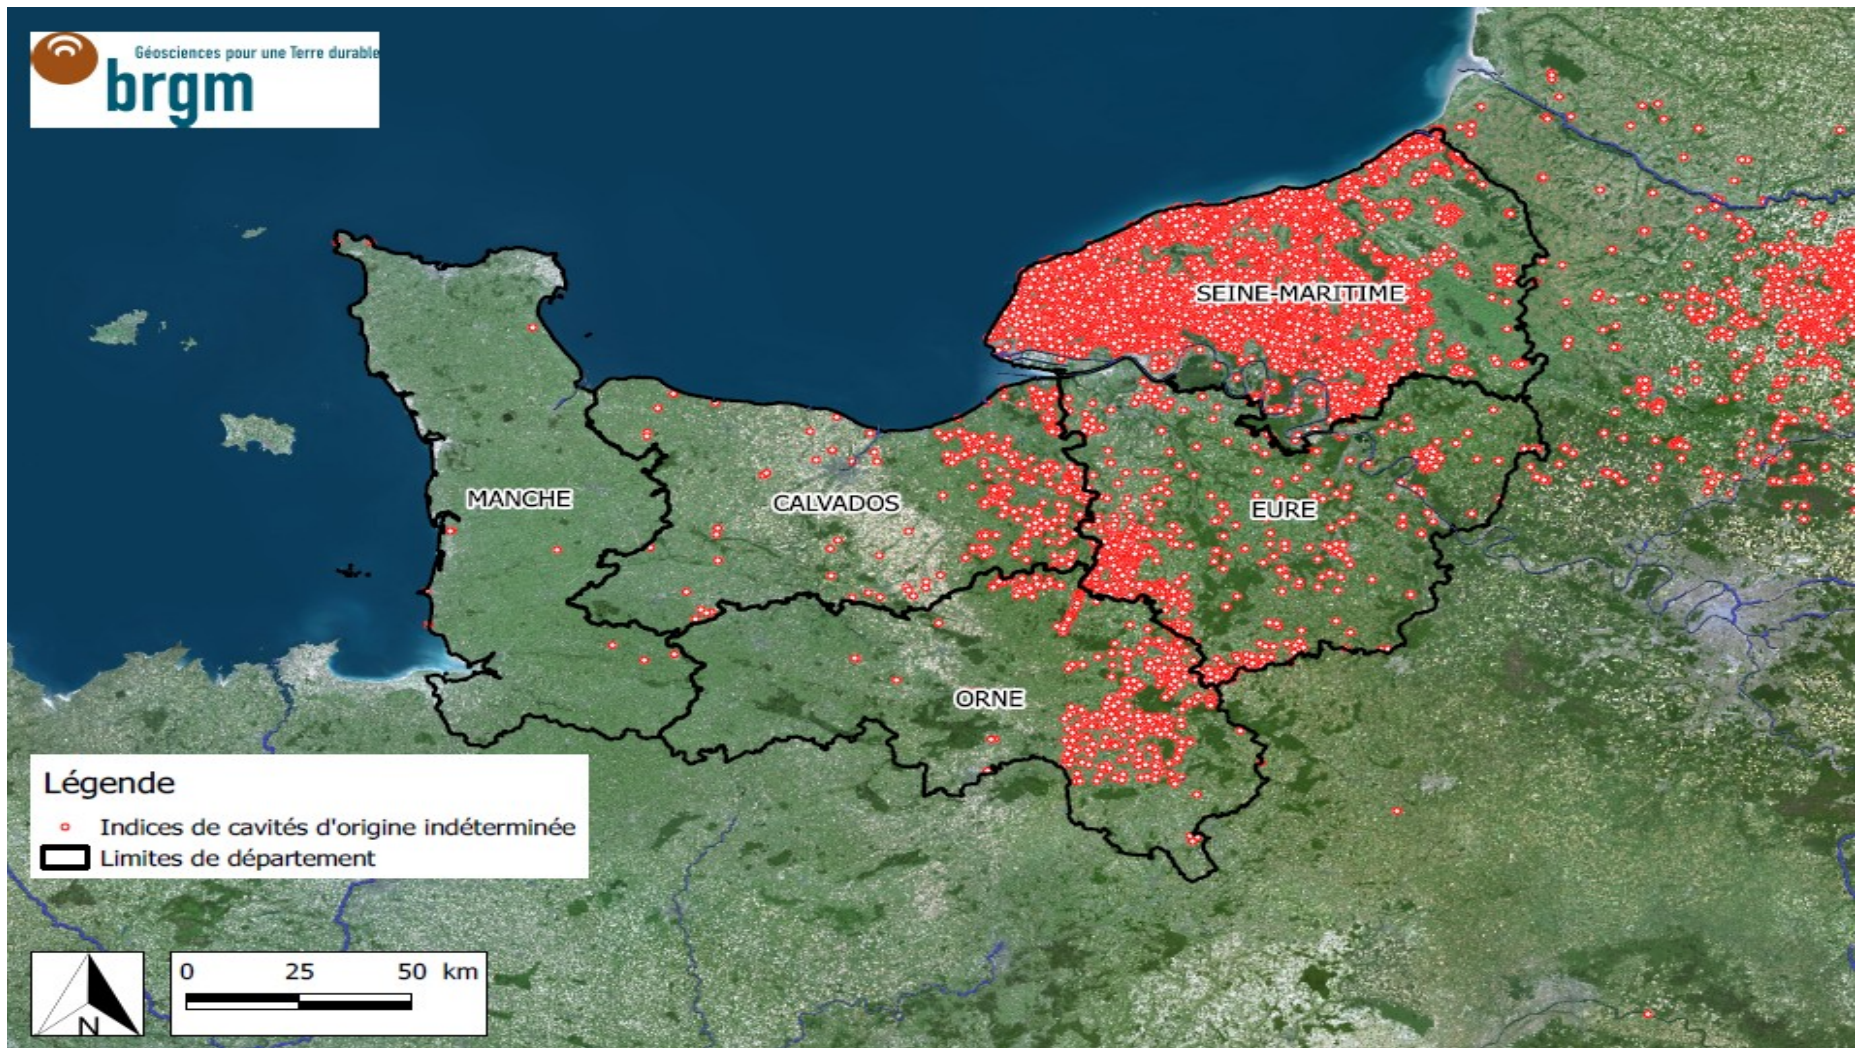 Géosciences pour une Terre durable
brgm
SEINE-MARITIME
MANCHE
CALVADOS
EURE
ORNE
Légende
Indices de cavités d'origine indéterminée
Limites de département
0 25 50 km
N